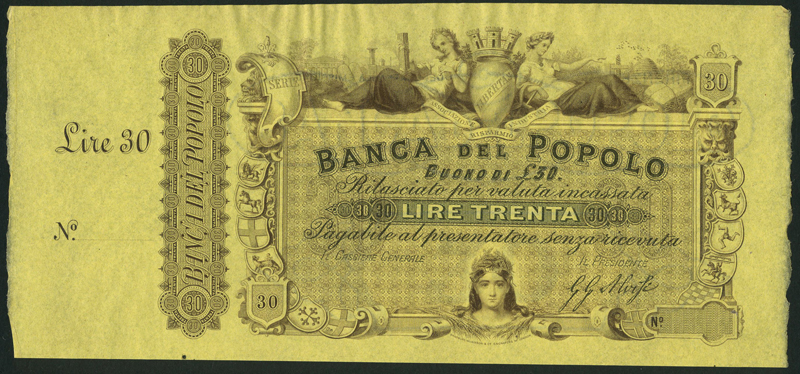 Lire 30
Nº
30
BANCA DEL POPOLO
30
SERIE
LIBERTAS
RISPARMIO
30
BANCA DEL POPOLO
BUONO DI £30.
Rilasciato per valuta incassata
30 30 LIRE TRENTA 30 30
Pagabile al presentatore senza ricevuta
IL CASSIERE GENERALE
IL PRESIDENTE
30
Nº